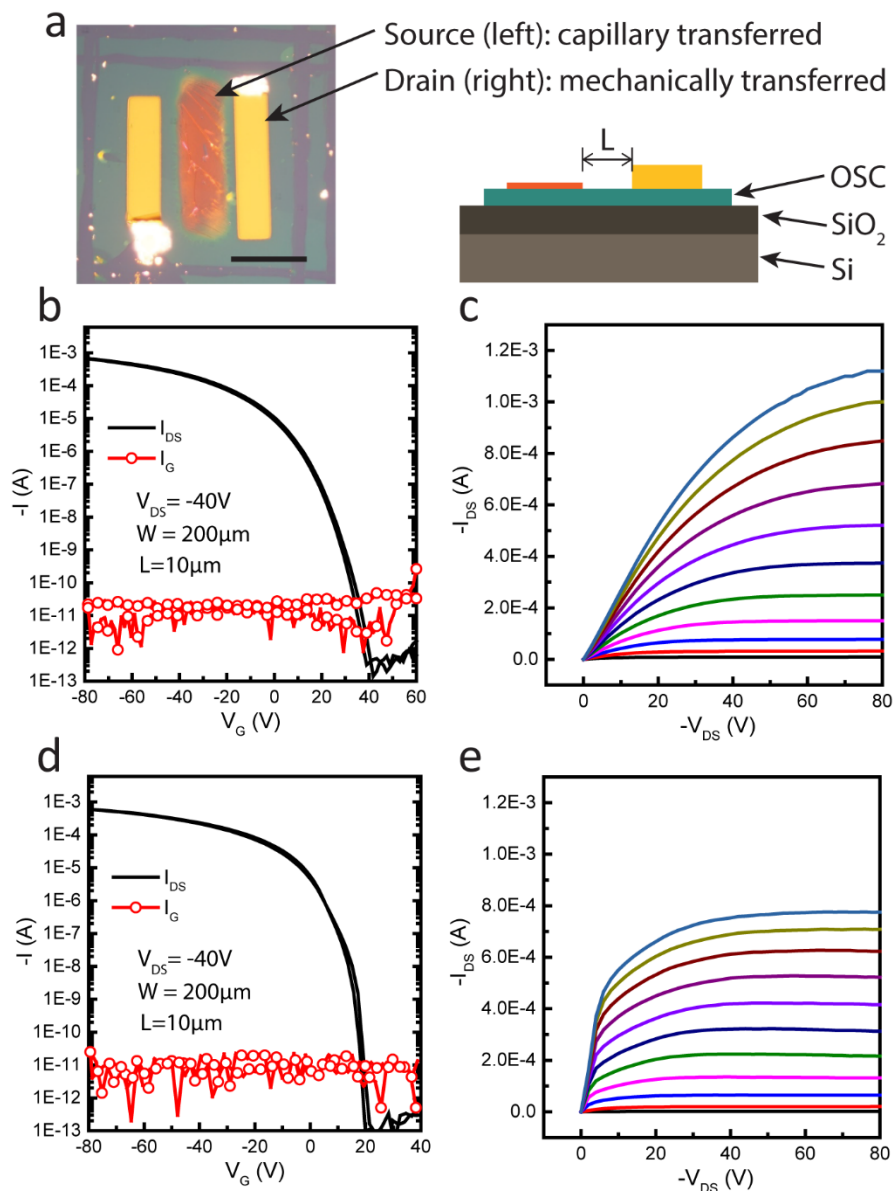 a
Source (left): capillary transferred
Drain (right): mechanically transferred
L
OSC
SiO2
Si
b
1E-3
1E-4
1E-5
1E-6
1E-7
1E-8
1E-9
1E-10
1E-11
1E-12
1E-13
-I (A)
IDS
IG
VDS= -40V
W = 200μm
L=10μm
-80 -60 -40 -20 0 20 40 60
VG (V)
c
1.2E-3
1.0E-3
8.0E-4
6.0E-4
4.0E-4
2.0E-4
0.0
-IDS (A)
0 20 40 60 80
-VDS (V)
d
1E-3
1E-4
1E-5
1E-6
1E-7
1E-8
1E-9
1E-10
1E-11
1E-12
1E-13
-I (A)
IDS
IG
VDS= -40V
W = 200μm
L=10μm
-80 -60 -40 -20 0 20 40
VG (V)
e
1.2E-3
1.0E-3
8.0E-4
6.0E-4
4.0E-4
2.0E-4
0.0
-IDS (A)
0 20 40 60 80
-VDS (V)